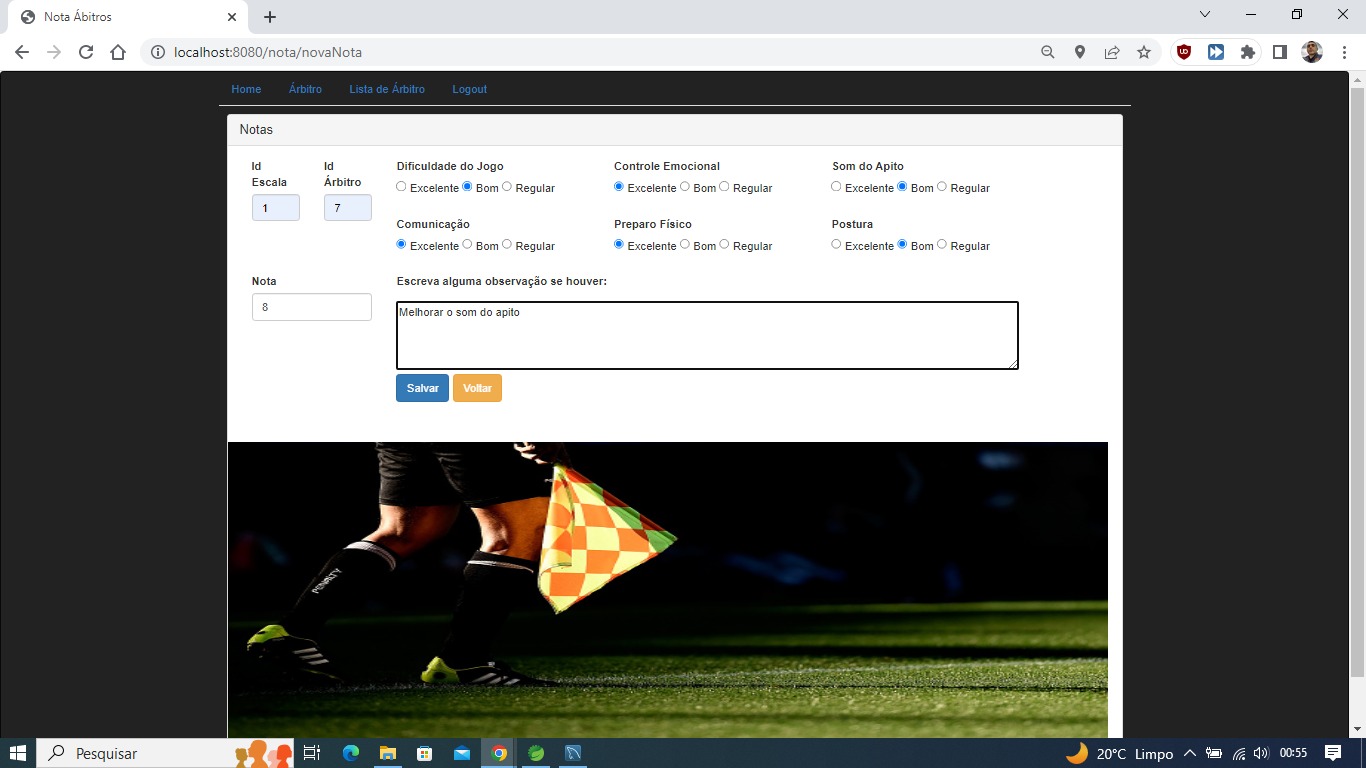 Nota Ábitros
localhost:8080/nota/novaNota
Home Árbitro Lista de Árbitro Logout
Notas
Id Escala
1
Id Árbitro
7
Dificuldade do Jogo
Excelente Bom Regular
Controle Emocional
Excelente Bom Regular
Som do Apito
Excelente Bom Regular
Comunicação
Excelente Bom Regular
Preparo Físico
Excelente Bom Regular
Postura
Excelente Bom Regular
Nota
8
Escreva alguma observação se houver:
Melhorar o som do apito
Salvar Voltar
PENALTY
Pesquisar
20°C Limpo 00:55